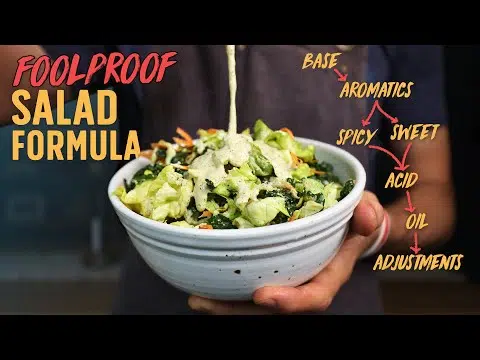 FOOLPROOF
SALAD
FORMULA
BASE
AROMATICS
SPICY
SWEET
ACID
OIL
ADJUSTMENTS